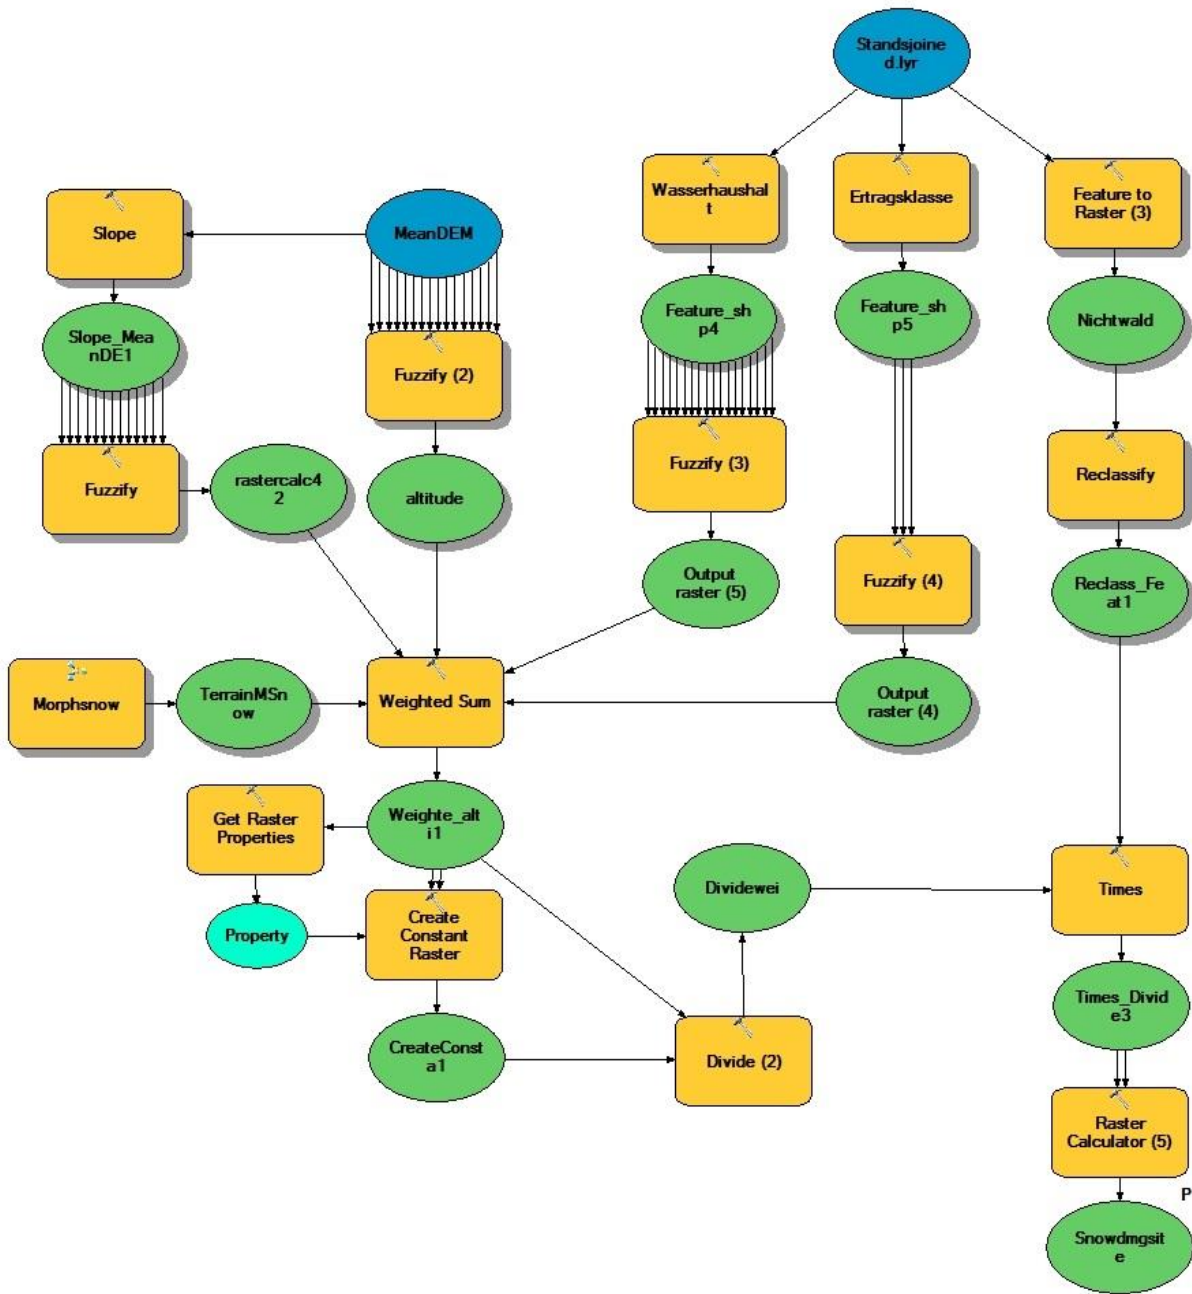 Standsjoine
d.lyr
Wasserhaushal
t
Ertragsklasse
Feature to
Raster (3)
Slope
MeanDEM
Slope_Mea
nDE1
Fuzzify (2)
Feature_sh
p4
Feature_sh
p5
Nichtwald
Fuzzify
rastercalc4
2
altitude
Fuzzify (3)
Reclassify
Output
raster (5)
Fuzzify (4)
Reclass_Fe
at1
Morphsnow
TerrainMSn
ow
Weighted Sum
Output
raster (4)
Get Raster
Properties
Weighte_alt
i1
Property
Create
Constant
Raster
Dividewei
Times
CreateConst
a1
Divide (2)
Times_Divid
e3
Raster
Calculator (5)
P
Snowdmgsit
e